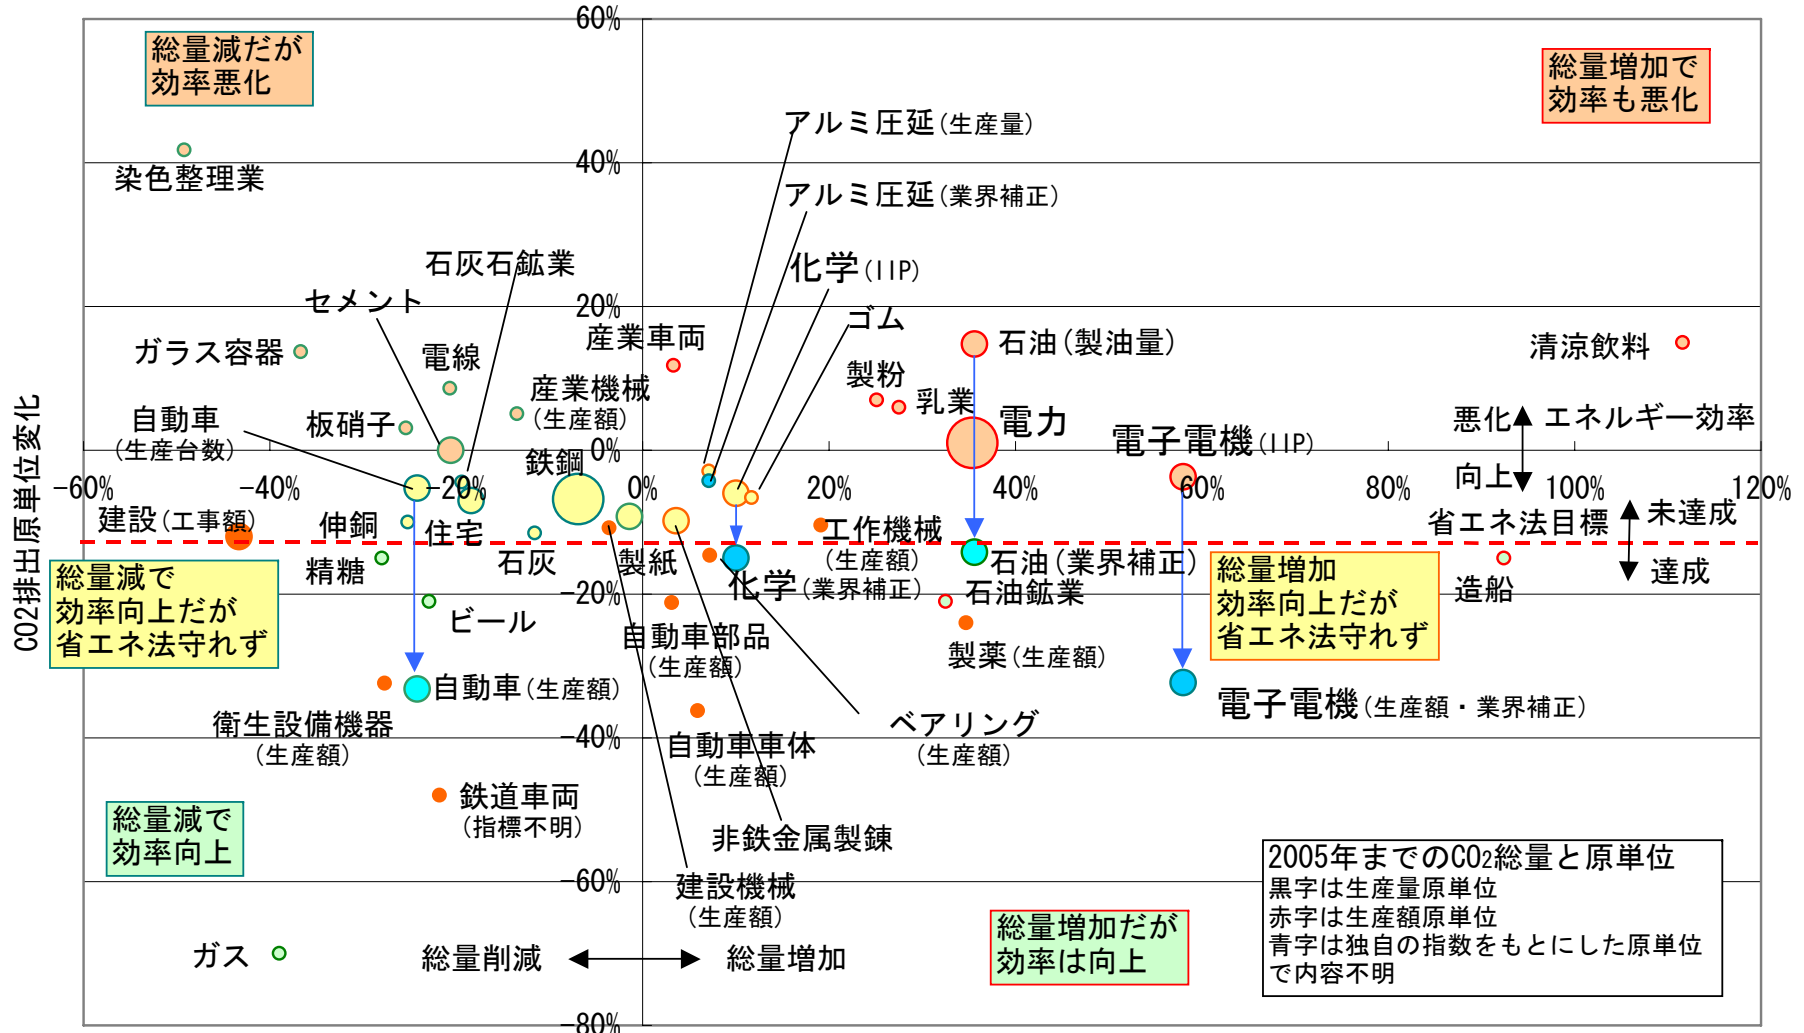 60%
総量減だが
効率悪化
総量増加で
効率も悪化
アルミ圧延(生産量)
40%
染色整理業
アルミ圧延(業界補正)
石灰石鉱業
化学(IIP)
セメント
20%
ゴム
ガラス容器
電線
産業車両
石油(製油量)
清涼飲料
製粉
産業機械
(生産額)
乳業
自動車
(生産台数)
板硝子
電力
悪化
エネルギー効率
電子電機(IIP)
0%
鉄鋼
向上
-60%
-40%
-20%
0%
20%
40%
60%
80%
100%
120%
建設(工事額)
伸銅
住宅
工作機械
(生産額)
省エネ法目標
未達成
達成
精糖
石灰
製紙
化学(業界補正)
石油(業界補正)
総量減で
効率向上だが
省エネ法守れず
総量増加
効率向上だが
省エネ法守れず
造船
-20%
石油鉱業
ビール
自動車部品
(生産額)
製薬(生産額)
自動車(生産額)
電子電機(生産額・業界補正)
衛生設備機器
(生産額)
ベアリング
(生産額)
-40%
自動車車体
(生産額)
鉄道車両
(指標不明)
総量減で
効率向上
非鉄金属製錬
2005年までのCO2総量と原単位
黒字は生産量原単位
赤字は生産額原単位
青字は独自の指数をもとにした原単位
で内容不明
-60%
建設機械
(生産額)
総量増加だが
効率は向上
ガス
総量削減
総量増加
-80%
CO2排出原単位変化